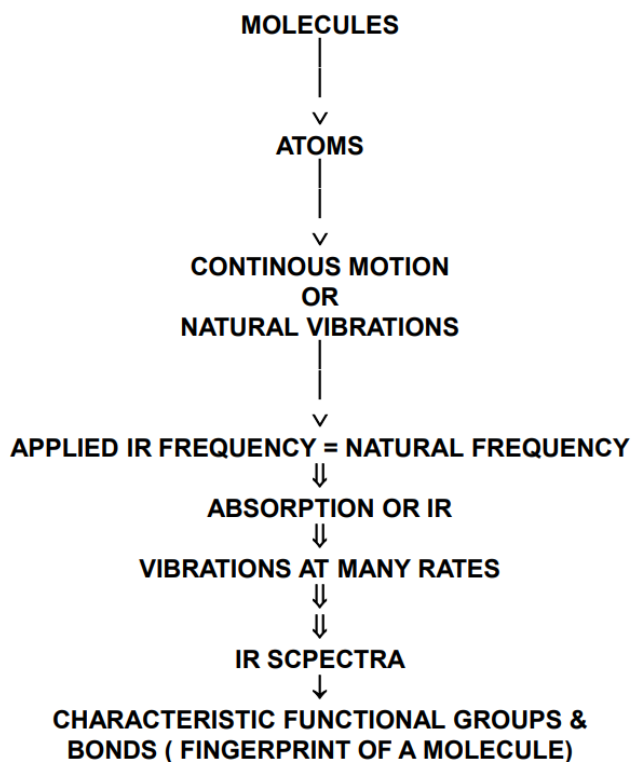 MOLECULES
ATOMS
CONTINOUS MOTION
OR
NATURAL VIBRATIONS
APPLIED IR FREQUENCY = NATURAL FREQUENCY
ABSORPTION OR IR
VIBRATIONS AT MANY RATES
IR SCPECTRA
CHARACTERISTIC FUNCTIONAL GROUPS &
BONDS ( FINGERPRINT OF A MOLECULE)